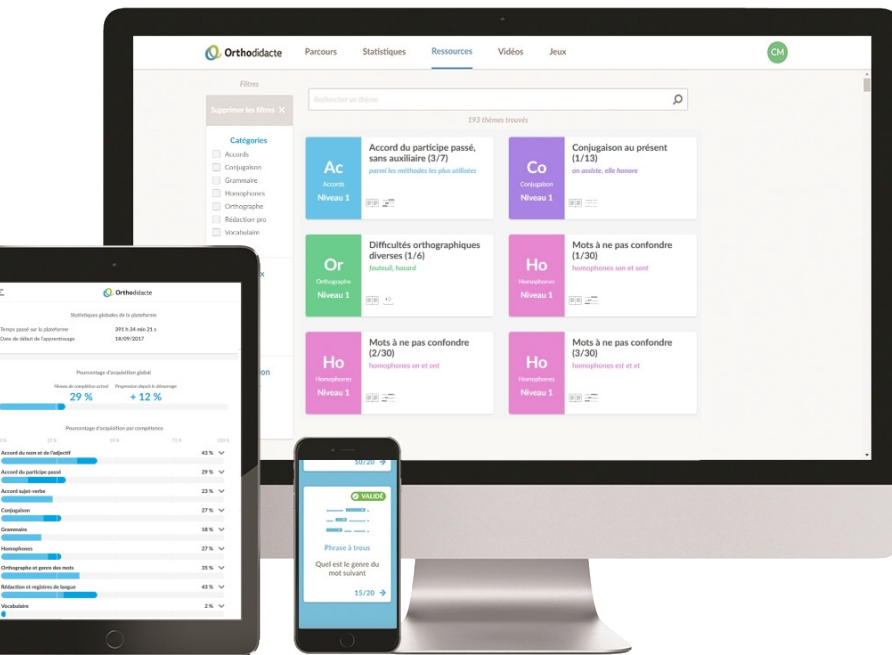 Orthodidacte
Parcours
Statistiques
Ressources
Vidéos
Jeux
CM
Filtres
Supprimer les filtres X
Rechercher un thème
193 thèmes trouvés
Catégories
Accords
Conjugaison
Grammaire
Homophones
Orthographe
Rédaction pro
Vocabulaire
Ac
Accords
Niveau 1
Accord du participe passé,
sans auxiliaire (3/7)
parmi les méthodes les plus utilisées
Co
Conjugaison
Niveau 1
Conjugaison au présent
(1/13)
on assiste, elle honore
Or
Orthographe
Niveau 1
Difficultés orthographiques
diverses (1/6)
fauteuil, hasard
Ho
Homophones
Niveau 1
Mots à ne pas confondre
(1/30)
homophones son et sont
Ho
Homophones
Niveau 1
Mots à ne pas confondre
(2/30)
homophones on et ont
Ho
Homophones
Niveau 1
Mots à ne pas confondre
(3/30)
homophones est et et
Orthodidacte
Statistiques globales de la plateforme
Temps passé sur la plateforme 391 h 34 min 21 s
Date de début de l'apprentissage 18/09/2017
Pourcentage d'acquisition global
Niveau de complétion actuel Progression depuis le démarrage
29 % + 12 %
Pourcentage d'acquisition par compétence
Accord du nom et de l'adjectif 43 %
Accord du participe passé 29 %
Accord sujet-verbe 23 %
Conjugaison 27 %
Grammaire 18 %
Homophones 27 %
Orthographe et genre des mots 35 %
Rédaction et registres de langue 43 %
Vocabulaire 2 %
10/20
VALIDÉ
Phrase à trous
Quel est le genre du
mot suivant
15/20